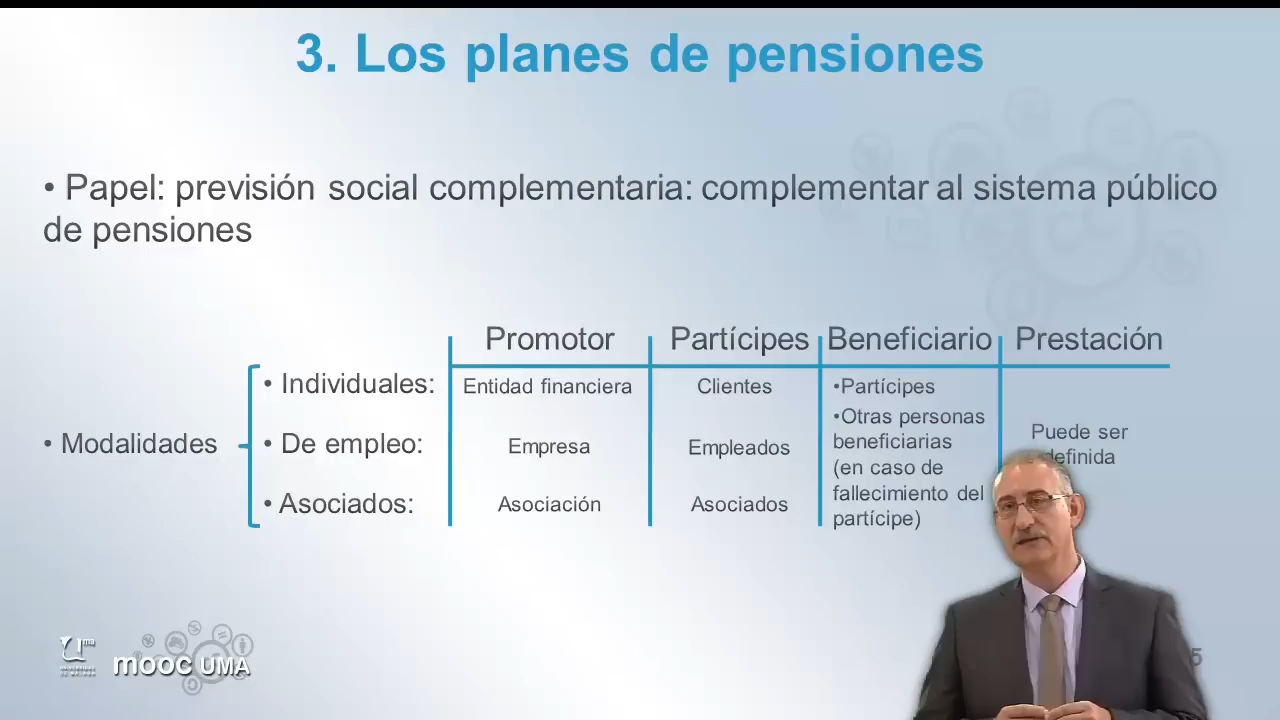 3. Los planes de pensiones
• Papel: previsión social complementaria: complementar al sistema público
de pensiones
Promotor Partícipes Beneficiario Prestación
• Modalidades
• Individuales: Entidad financiera Clientes
• De empleo: Empresa Empleados
• Asociados: Asociación Asociados
•Partícipes
•Otras personas
beneficiarias
(en caso de
fallecimiento del
partícipe)
Puede ser
definida
uma
mooc UMA
5